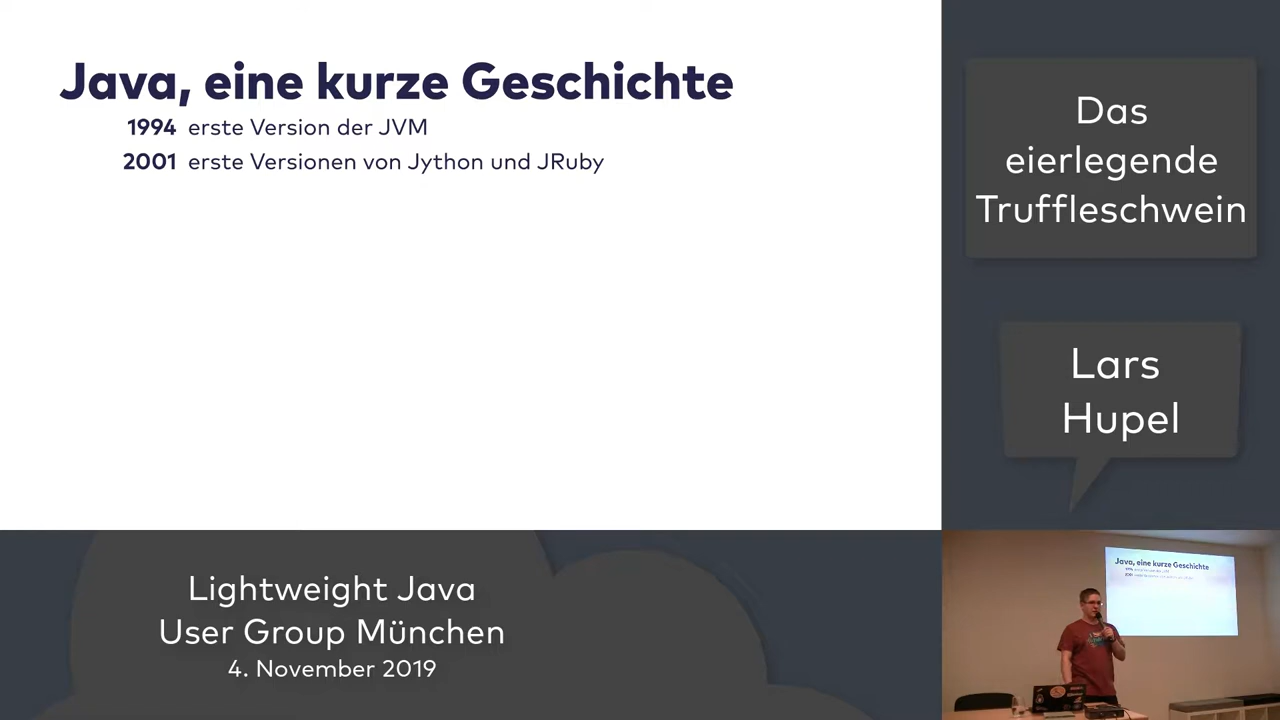 Java, eine kurze Geschichte
1994 erste Version der JVM
2001 erste Versionen von Jython und JRuby
Das
eierlegende
Truffleschwein
Lars
Hupel
Lightweight Java
User Group München
4. November 2019
Java, eine kurze Geschichte